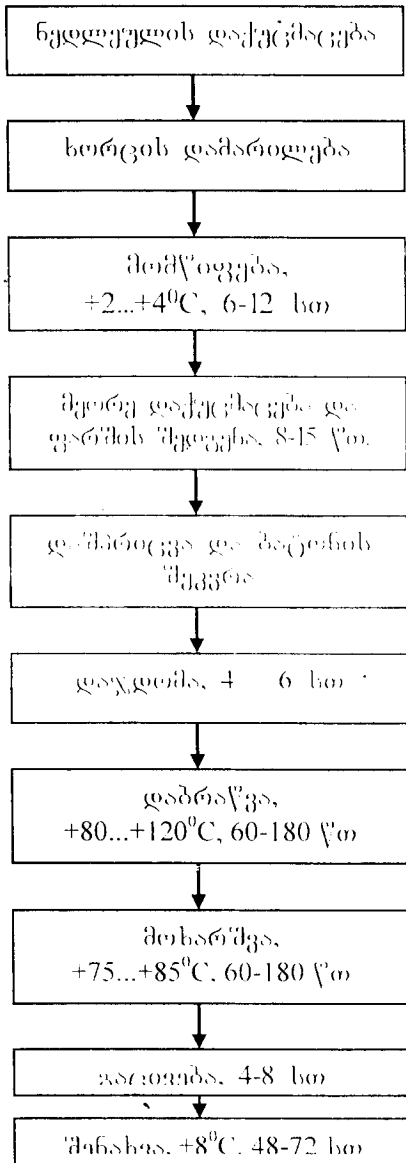 ნედლეულის დაქუცმაცება
ხორცის დამარილება
მომწიფება,
+2...+4⁰C, 6-12 სთ
მეორე დაქუცმაცება და
ფარშის შედგენა, 8-15 წთ.
დაშპრიცვა და ბატონის
შეკვრა
დაჯდომა, 4 6 სთ
დაბრაწვა,
+80...+120⁰C, 60-180 წთ
მოხარშვა,
+75...+85⁰C, 60-180 წთ
გაცივება, 4-8 სთ
შენახვა, +8⁰C, 48-72 სთ